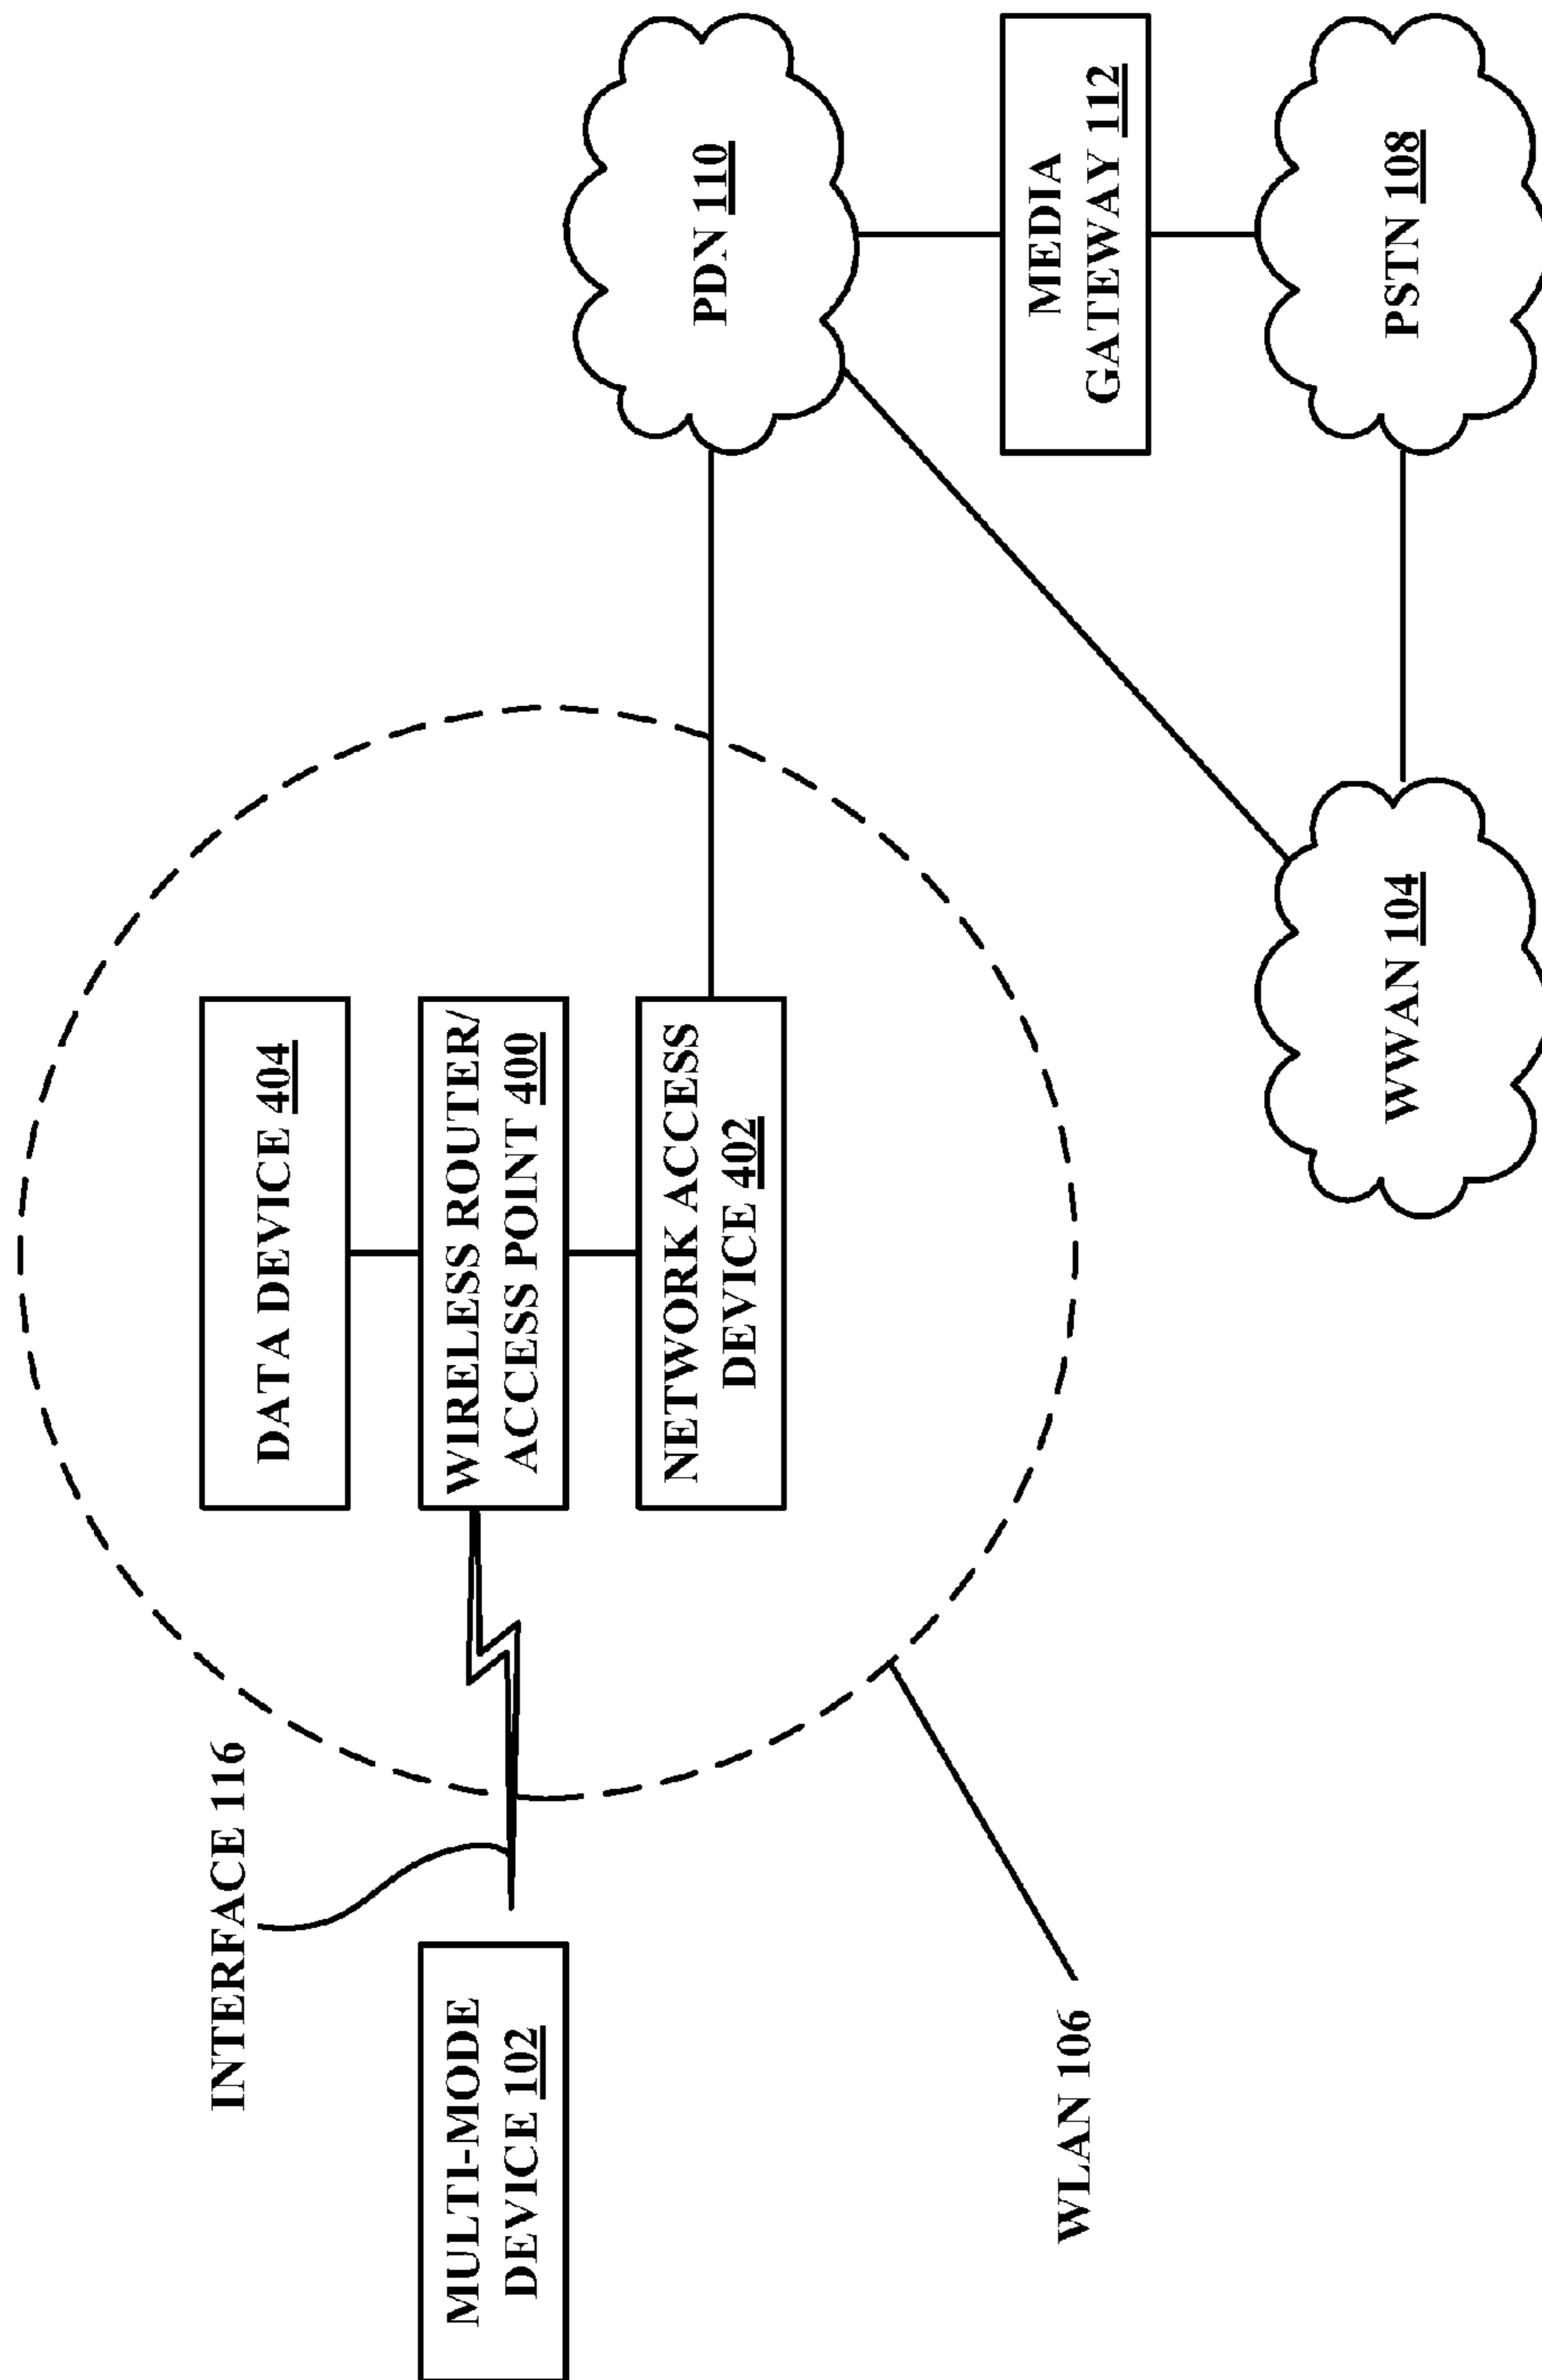 INTERFACE 116
DATA DEVICE 404
MULTI-MODE
DEVICE 102
WIRELESS ROUTER/
ACCESS POINT 400
NETWORK ACCESS
DEVICE 402
PDN 110
MEDIA
GATEWAY 112
WLAN 106
WWAN 104
PSTN 108